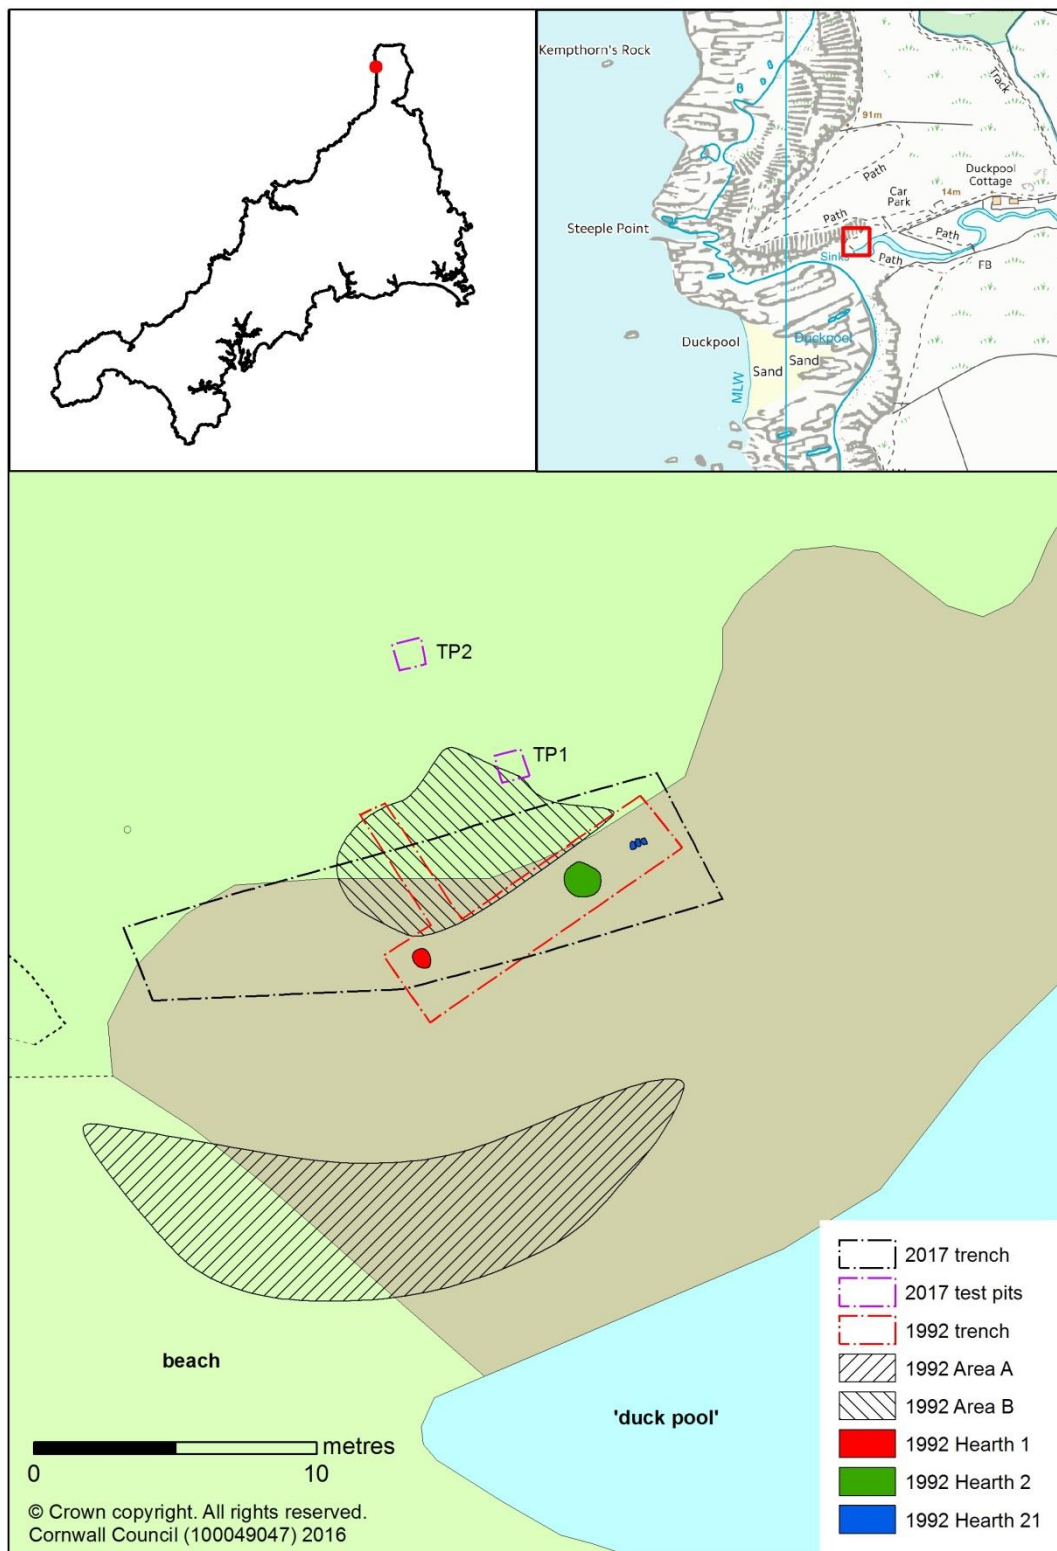 Kempthorn's Rock
91m
Track
Path
Duckpool
Cottage
Car
Park
14m
Steeple Point
Path
Path
Sinks
Path
FB
Duckpool
Duckpool
Sand
Sand
MLW
TP2
TP1
beach
'duck pool'
metres
0
10
© Crown copyright. All rights reserved.
Cornwall Council (100049047) 2016
2017 trench
2017 test pits
1992 trench
1992 Area A
1992 Area B
1992 Hearth 1
1992 Hearth 2
1992 Hearth 21